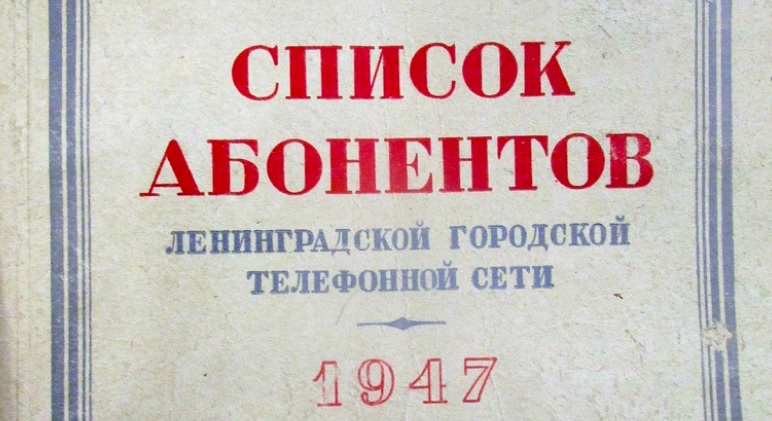 СПИСОК
АБОНЕНТОВ
ЛЕНИНГРАДСКОЙ ГОРОДСКОЙ
ТЕЛЕФОННОЙ СЕТИ
1947